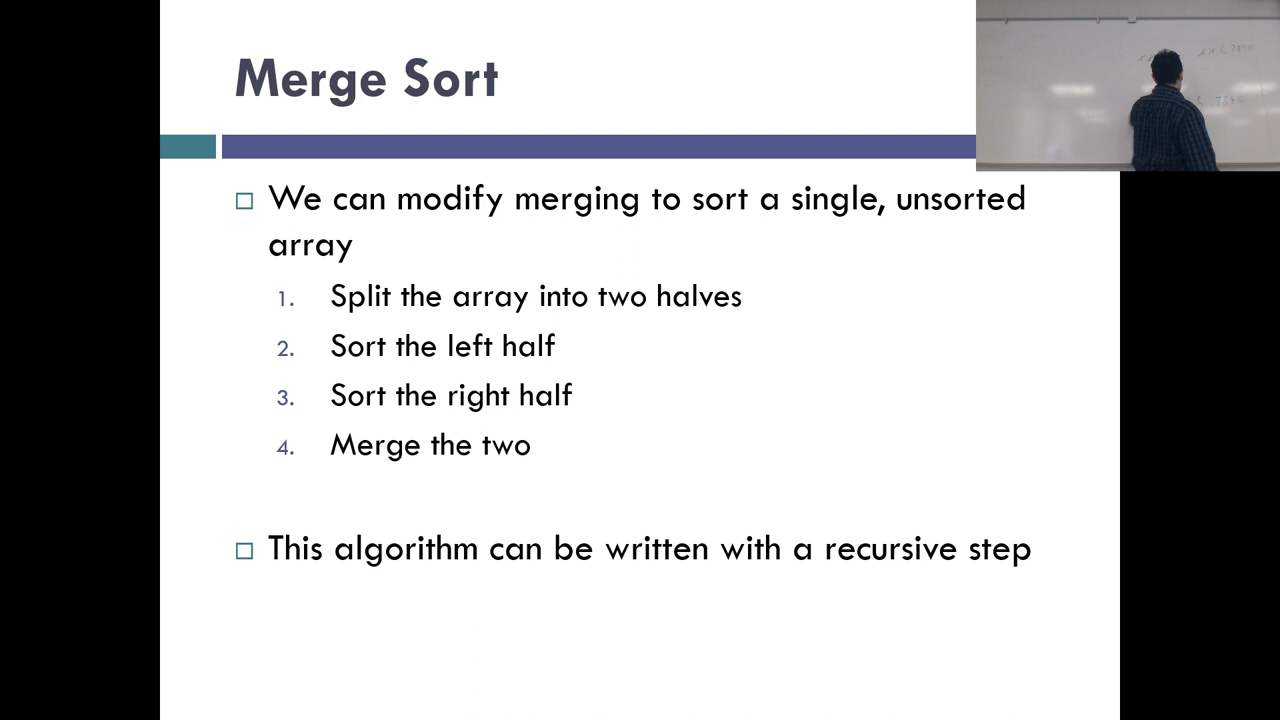 Merge Sort
We can modify merging to sort a single, unsorted
array
1. Split the array into two halves
2. Sort the left half
3. Sort the right half
4. Merge the two
This algorithm can be written with a recursive step